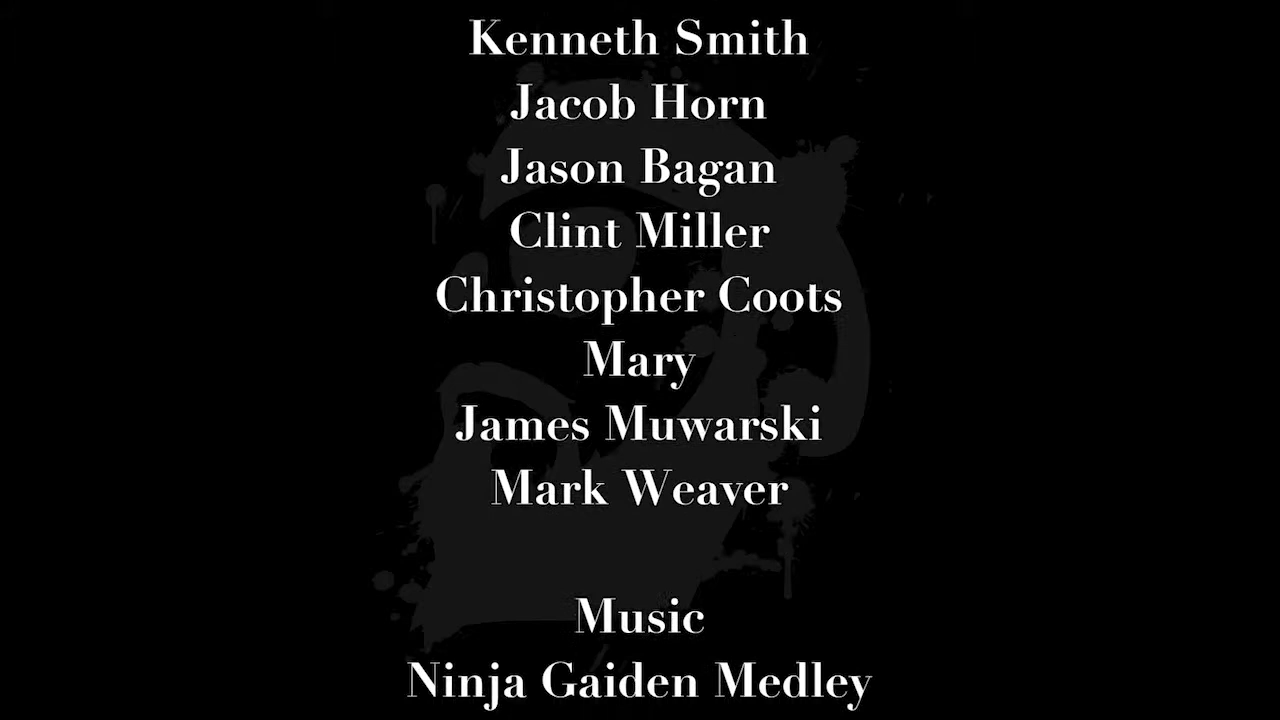 Kenneth Smith
Jacob Horn
Jason Bagan
Clint Miller
Christopher Coots
Mary
James Muwarski
Mark Weaver
Music
Ninja Gaiden Medley